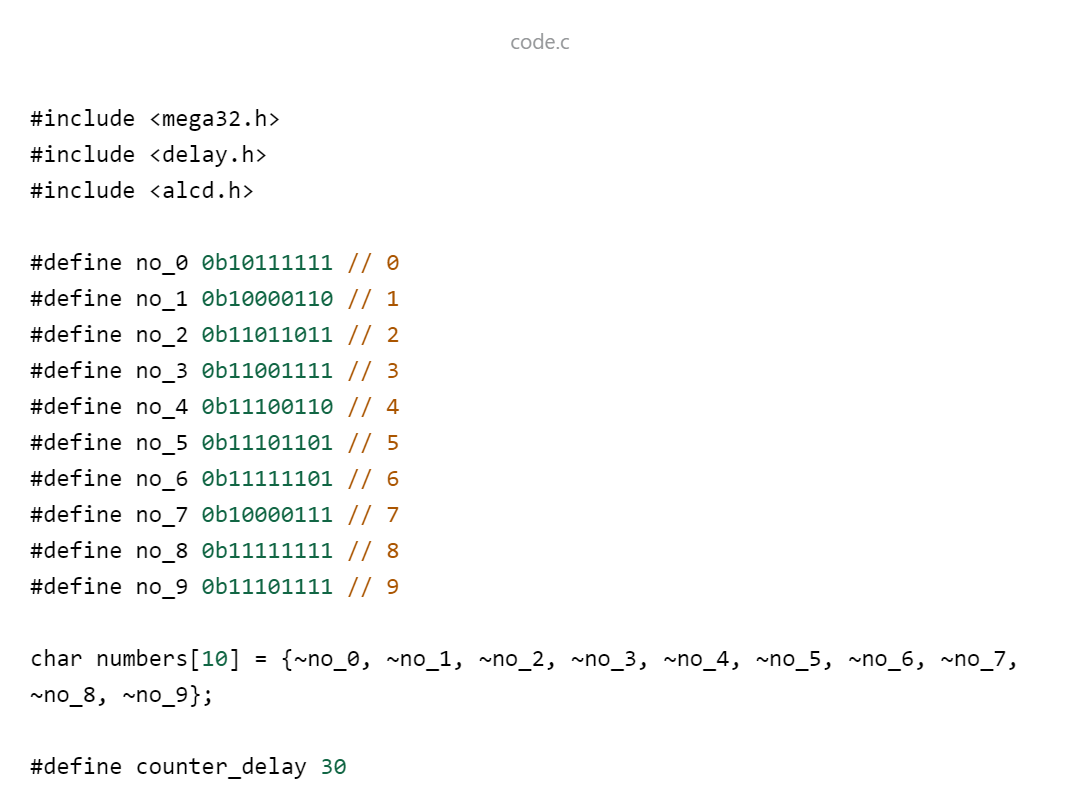 code.c
#include <mega32.h>
#include <delay.h>
#include <alcd.h>
#define no_0 0b10111111 // 0
#define no_1 0b10000110 // 1
#define no_2 0b11011011 // 2
#define no_3 0b11001111 // 3
#define no_4 0b11100110 // 4
#define no_5 0b11101101 // 5
#define no_6 0b11111101 // 6
#define no_7 0b10000111 // 7
#define no_8 0b11111111 // 8
#define no_9 0b11101111 // 9
char numbers[10] = {~no_0, ~no_1, ~no_2, ~no_3, ~no_4, ~no_5, ~no_6, ~no_7,
~no_8, ~no_9};
#define counter_delay 30